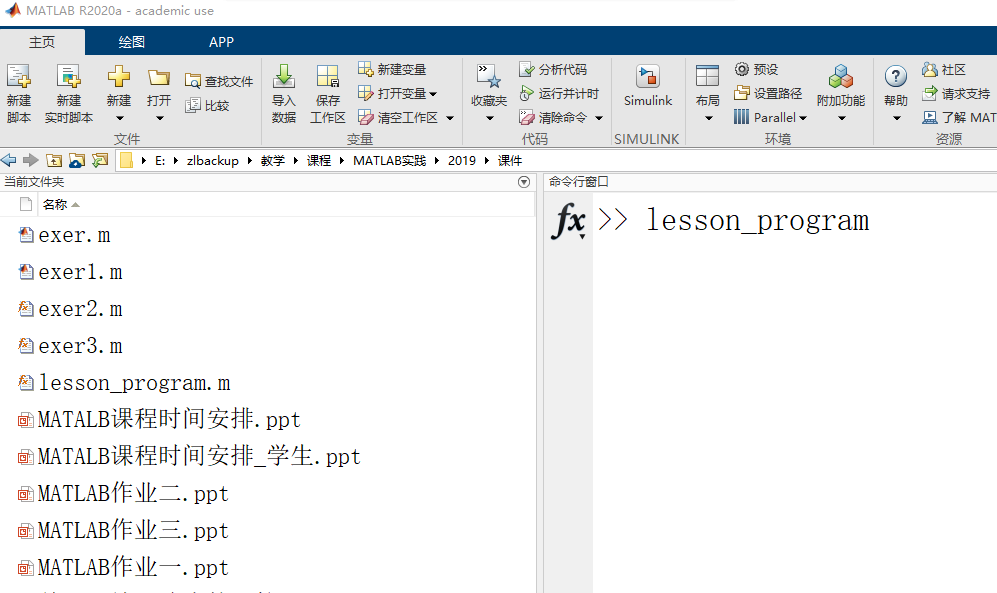 MATLAB R2020a - academic use
主页 绘图 APP
新建脚本
新建实时脚本
新建
打开
查找文件
比较
文件
导入数据
保存工作区
新建变量
打开变量
清空工作区
变量
收藏夹
分析代码
运行并计时
清除命令
代码
Simulink
SIMULINK
布局
预设
设置路径
Parallel
附加功能
环境
帮助
社区
请求支持
了解 MAT
资源
E: zlbackup 教学 课程 MATLAB实践 2019 课件
当前文件夹
名称
exer.m
exer1.m
exer2.m
exer3.m
lesson_program.m
MATALB课程时间安排.ppt
MATALB课程时间安排_学生.ppt
MATLAB作业二.ppt
MATLAB作业三.ppt
MATLAB作业一.ppt
命令行窗口
fx >> lesson_program